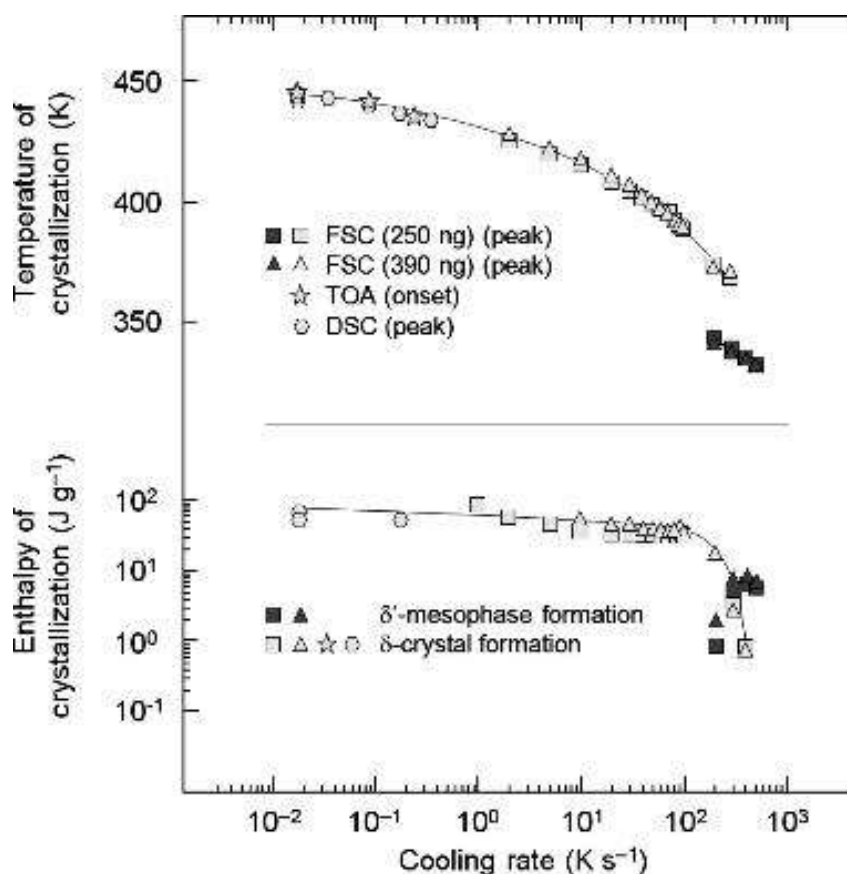 Temperature of
crystallization (K)
450
400
350
FSC (250 ng) (peak)
FSC (390 ng) (peak)
TOA (onset)
DSC (peak)
Enthalpy of
crystallization (J g⁻¹)
10²
10¹
10⁰
10⁻¹
δ'-mesophase formation
δ-crystal formation
10⁻² 10⁻¹ 10⁰ 10¹ 10² 10³
Cooling rate (K s⁻¹)